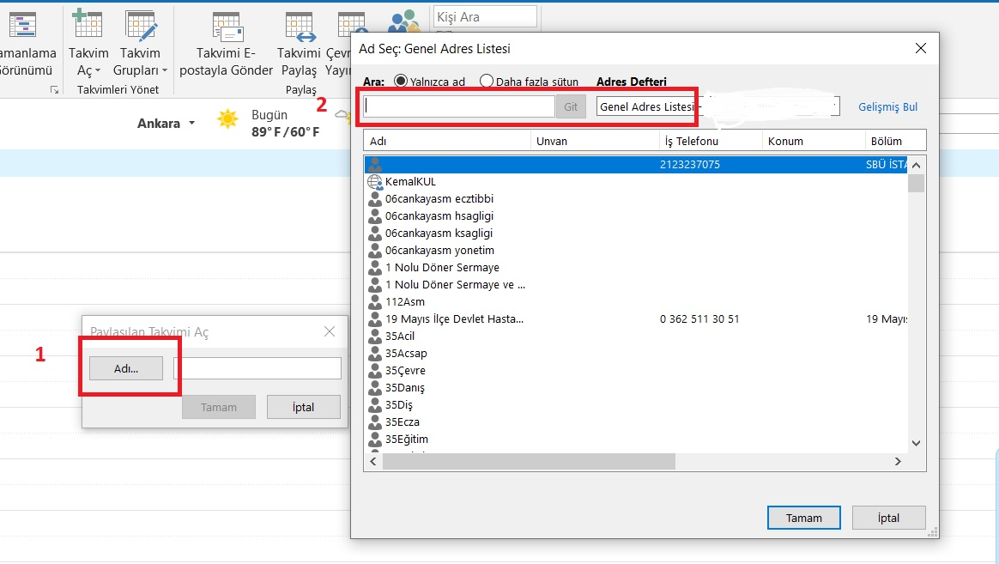 Kişi Ara
amanlama
Görünümü
Takvim
Aç
Takvim
Grupları
Takvimi E-
postayla Gönder
Takvimi
Paylaş
Çevr
Yayın
Takvimleri Yönet
Paylaş
Ankara
Bugün
89° F / 60° F
2
Ad Seç: Genel Adres Listesi
Ara:
Yalnızca ad
Daha fazla sütun
Adres Defteri
Git
Genel Adres Listesi -
Gelişmiş Bul
Adı
Unvan
İş Telefonu
Konum
Bölüm
2123237075
SBÜ İSTA
KemalKUL
06cankayasm ecztibbi
06cankayasm hsagligi
06cankayasm ksagligi
06cankayasm yonetim
1 Nolu Döner Sermaye
1 Nolu Döner Sermaye ve ...
112Asm
19 Mayıs İlçe Devlet Hasta...
0 362 511 30 51
19 Mayıs
35Acil
35Acsap
35Çevre
35Danış
35Diş
35Ecza
35Eğitim
Tamam
İptal
Paylaşılan Takvimi Aç
1
Adı...
Tamam
İptal